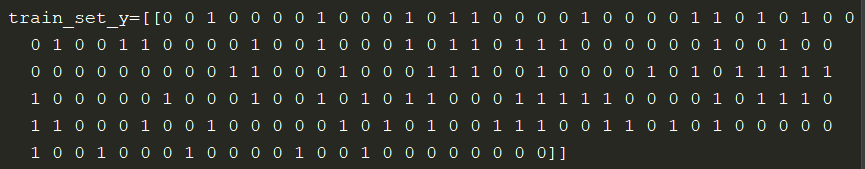 train_set_y=[[0 0 1 0 0 0 0 1 0 0 0 1 0 1 1 0 0 0 0 1 0 0 0 0 1 1 0 1 0 1 0 0
0 1 0 0 1 1 0 0 0 0 1 0 0 1 0 0 0 1 0 1 1 0 1 1 1 0 0 0 0 0 0 1 0 0 1 0 0
0 0 0 0 0 0 0 0 0 1 1 0 0 0 1 0 0 0 1 1 1 0 0 1 0 0 0 0 1 0 1 0 1 1 1 1 1
1 0 0 0 0 0 1 0 0 0 1 0 0 1 0 1 0 1 1 0 0 0 1 1 1 1 1 0 0 0 0 1 0 1 1 1 0
1 1 0 0 0 1 0 0 1 0 0 0 0 0 1 0 1 0 1 0 0 1 1 1 0 0 1 1 0 1 0 1 0 0 0 0 0
1 0 0 1 0 0 0 1 0 0 0 0 1 0 0 1 0 0 0 0 0 0 0 0]]